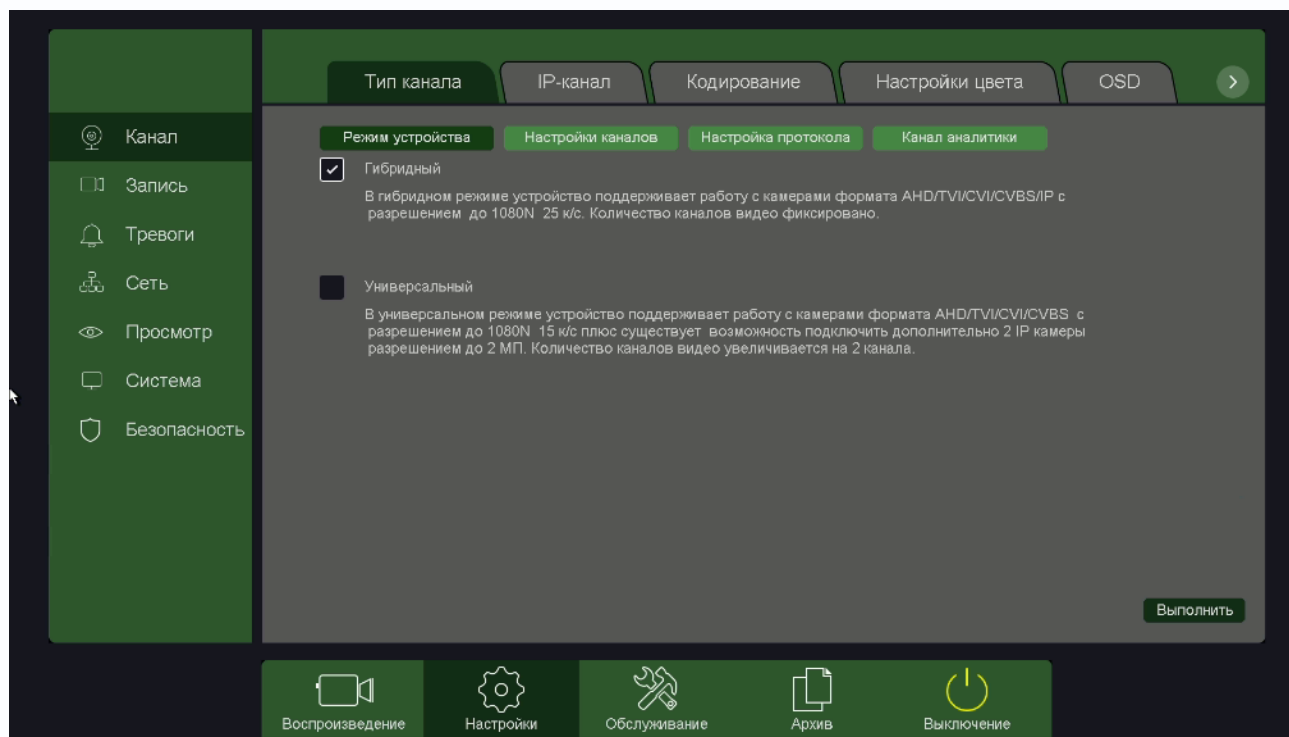 Тип канала
IP-канал
Кодирование
Настройки цвета
OSD
Канал
Запись
Тревоги
Сеть
Просмотр
Система
Безопасность
Режим устройства
Настройки каналов
Настройка протокола
Канал аналитики
Гибридный
В гибридном режиме устройство поддерживает работу с камерами формата AHD/TVI/CVI/CVBS/IP с
разрешением до 1080N 25 к/с. Количество каналов видео фиксировано.
Универсальный
В универсальном режиме устройство поддерживает работу с камерами формата AHD/TVI/CVI/CVBS с
разрешением до 1080N 15 к/с плюс существует возможность подключить дополнительно 2 IP камеры
разрешением до 2 МП. Количество каналов видео увеличивается на 2 канала.
Выполнить
Воспроизведение
Настройки
Обслуживание
Архив
Выключение